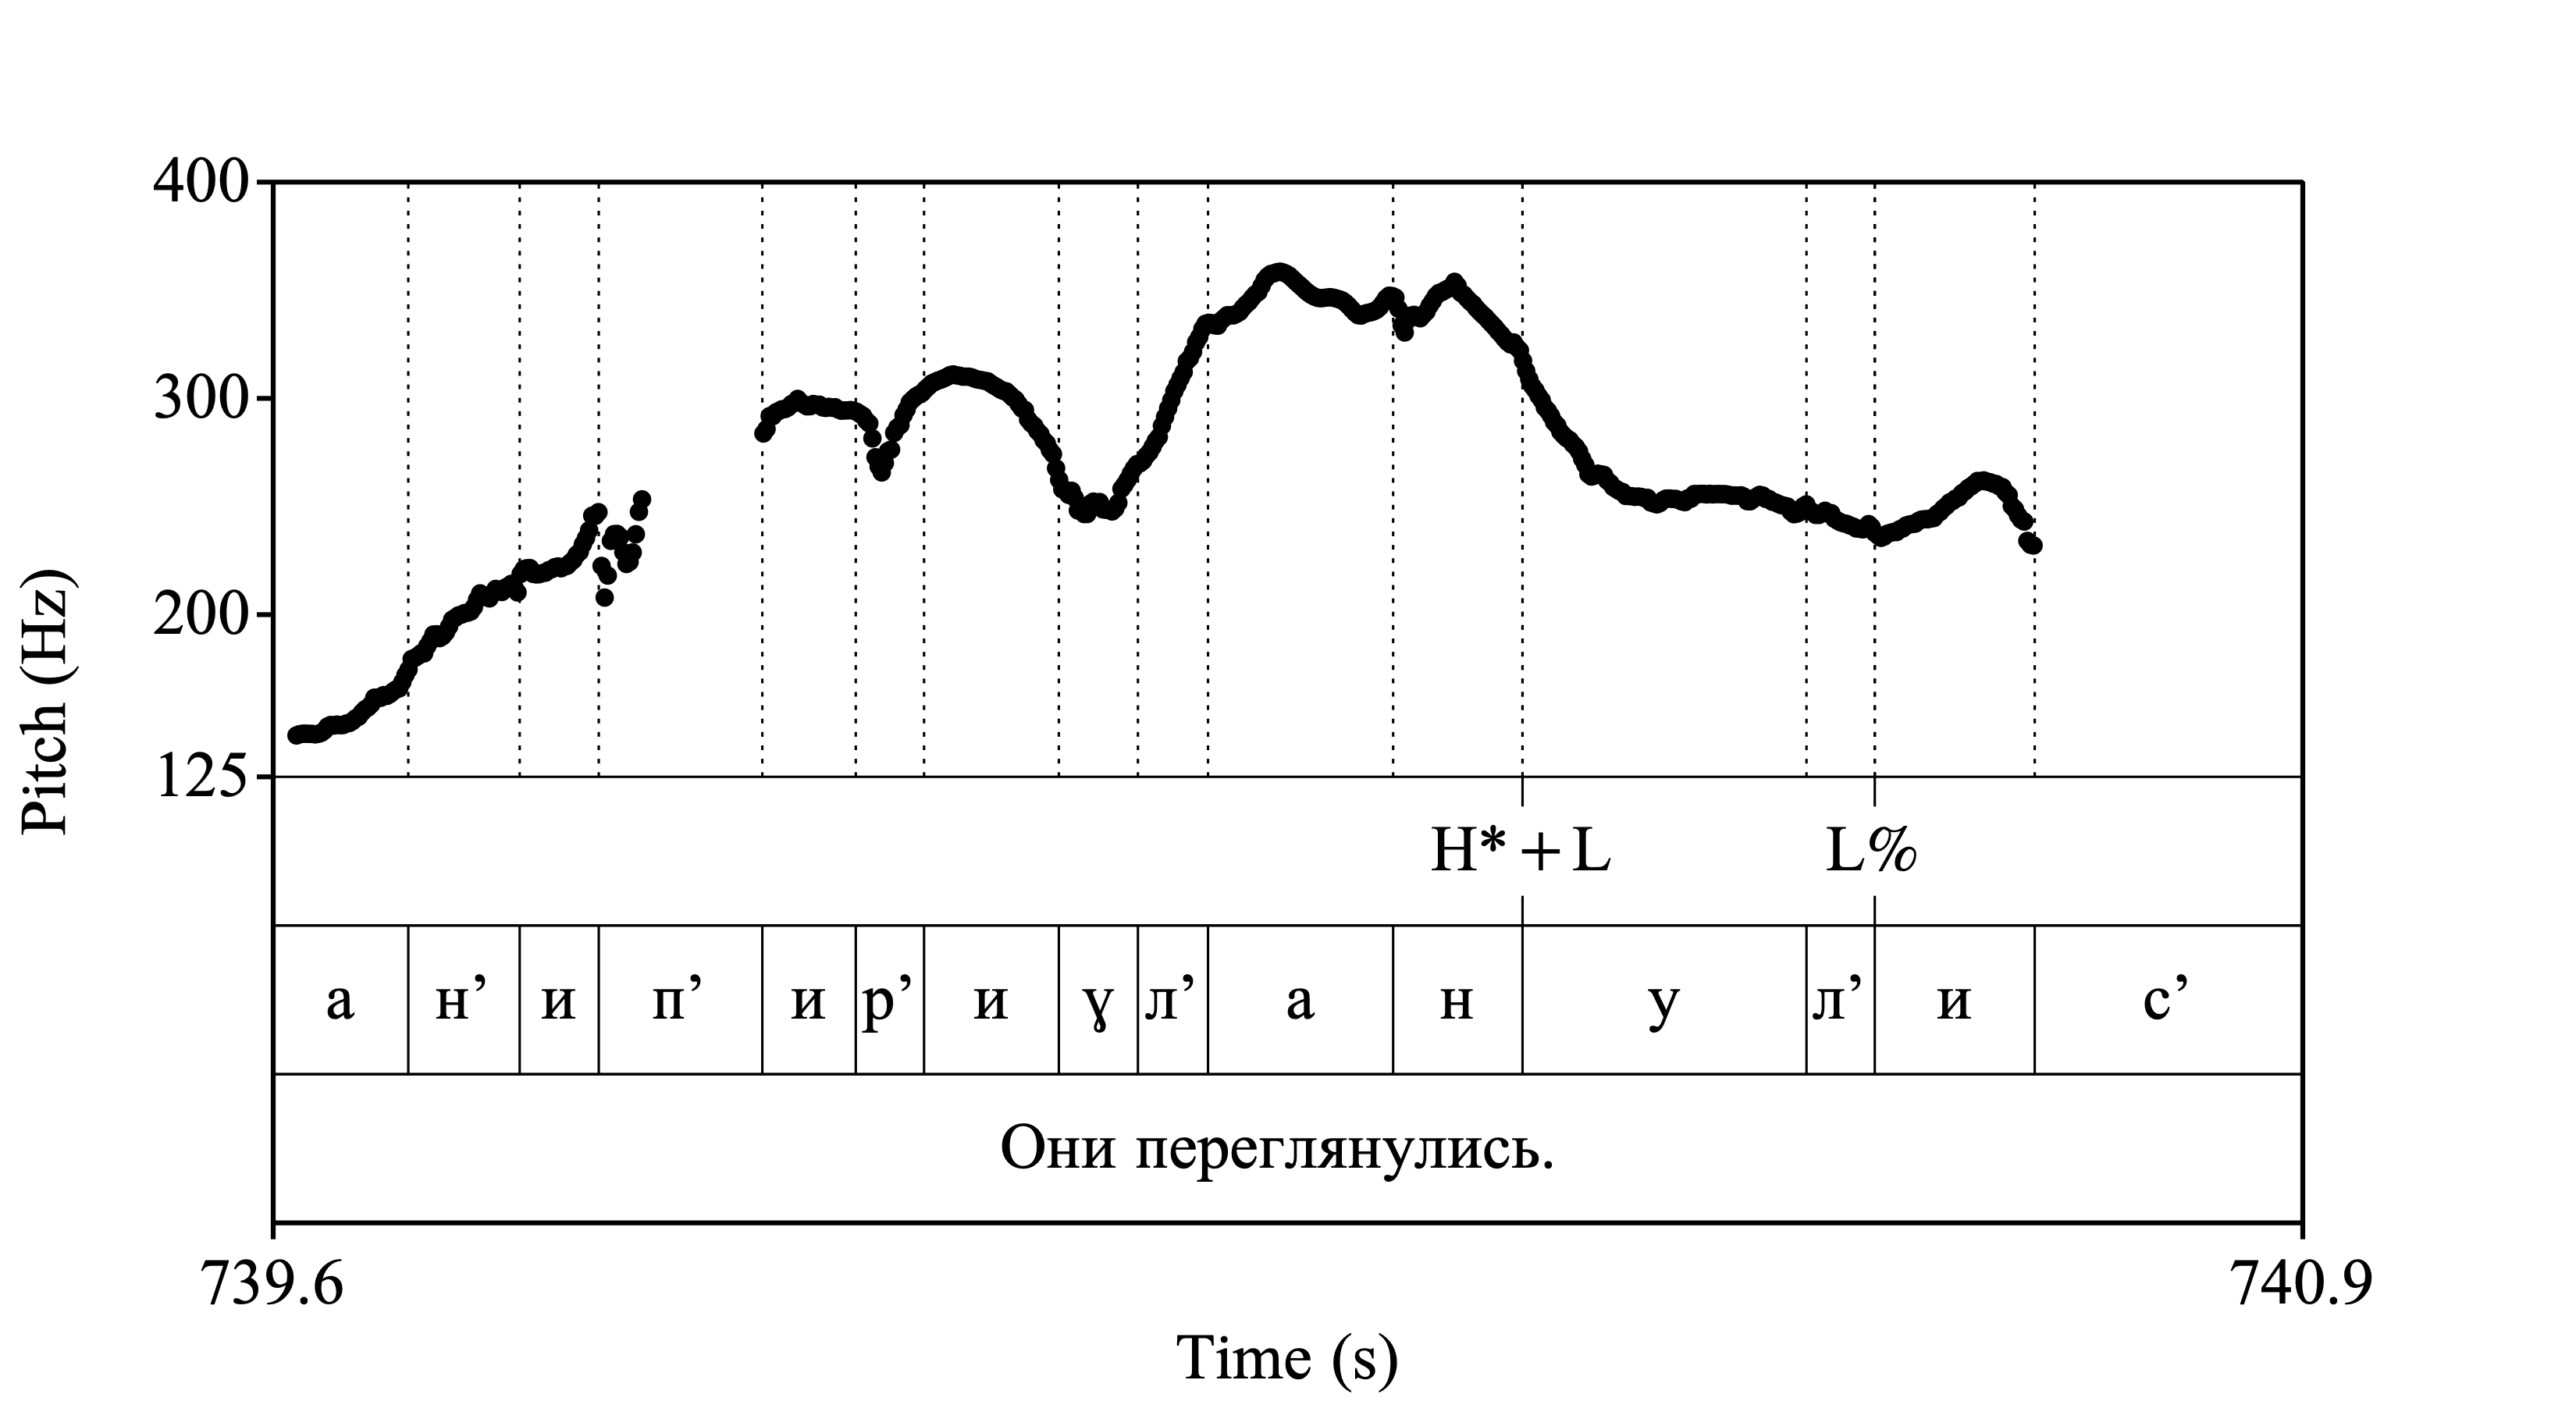 400
300
200
125
Pitch (Hz)
H* + L L%
а н’ и п’ и р’ и ɣ л’ а н у л’ и с’
Они переглянулись.
739.6 740.9
Time (s)